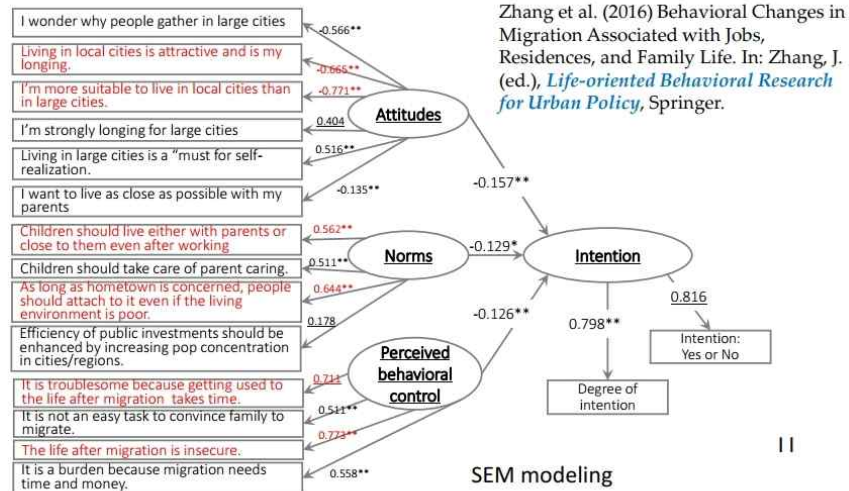 I wonder why people gather in large cities
Living in local cities is attractive and is my
longing.
I'm more suitable to live in local cities than
in large cities.
I'm strongly longing for large cities
Living in large cities is a "must for self-
realization.
I want to live as close as possible with my
parents
Children should live either with parents or
close to them even after working
Children should take care of parent caring.
As long as hometown is concerned, people
should attach to it even if the living
environment is poor.
Efficiency of public investments should be
enhanced by increasing pop concentration
in cities/regions.
It is troublesome because getting used to
the life after migration takes time.
It is not an easy task to convince family to
migrate.
The life after migration is insecure.
It is a burden because migration needs
time and money.
-0.566**
-0.665**
-0.771**
0.404
0.516**
-0.135**
0.562**
0.511**
0.644**
0.178
0.711
0.511**
0.773**
0.558**
Attitudes
Norms
Perceived
behavioral
control
-0.157**
-0.129*
-0.126**
Intention
0.798**
0.816
Degree of
intention
Intention:
Yes or No
Zhang et al. (2016) Behavioral Changes in
Migration Associated with Jobs,
Residences, and Family Life. In: Zhang, J.
(ed.), Life-oriented Behavioral Research
for Urban Policy, Springer.
SEM modeling
11